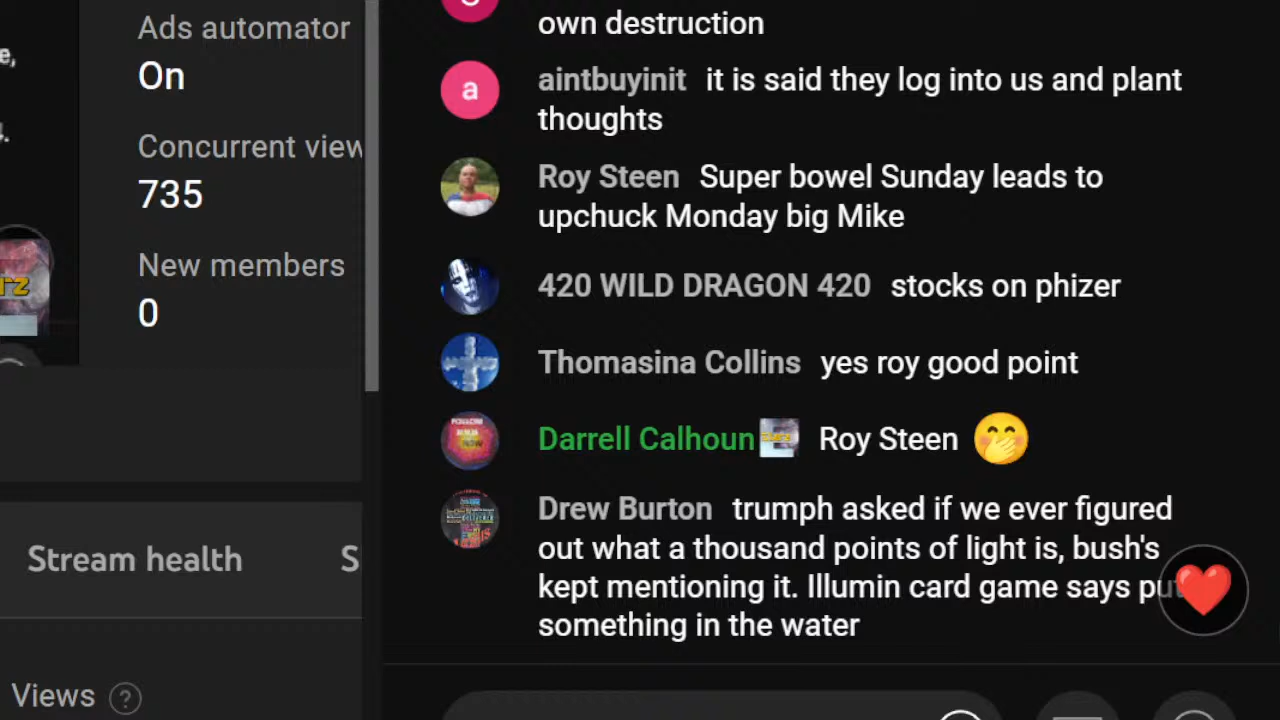 e,
4.
Ads automator
On
Concurrent view
735
New members
0
Stream health
S
Views ?
own destruction
a
aintbuyinit it is said they log into us and plant
thoughts
Roy Steen Super bowel Sunday leads to
upchuck Monday big Mike
420 WILD DRAGON 420 stocks on phizer
Thomasina Collins yes roy good point
Darrell Calhoun Roy Steen 🤭
Drew Burton trumph asked if we ever figured
out what a thousand points of light is, bush's
kept mentioning it. Illumin card game says put
something in the water